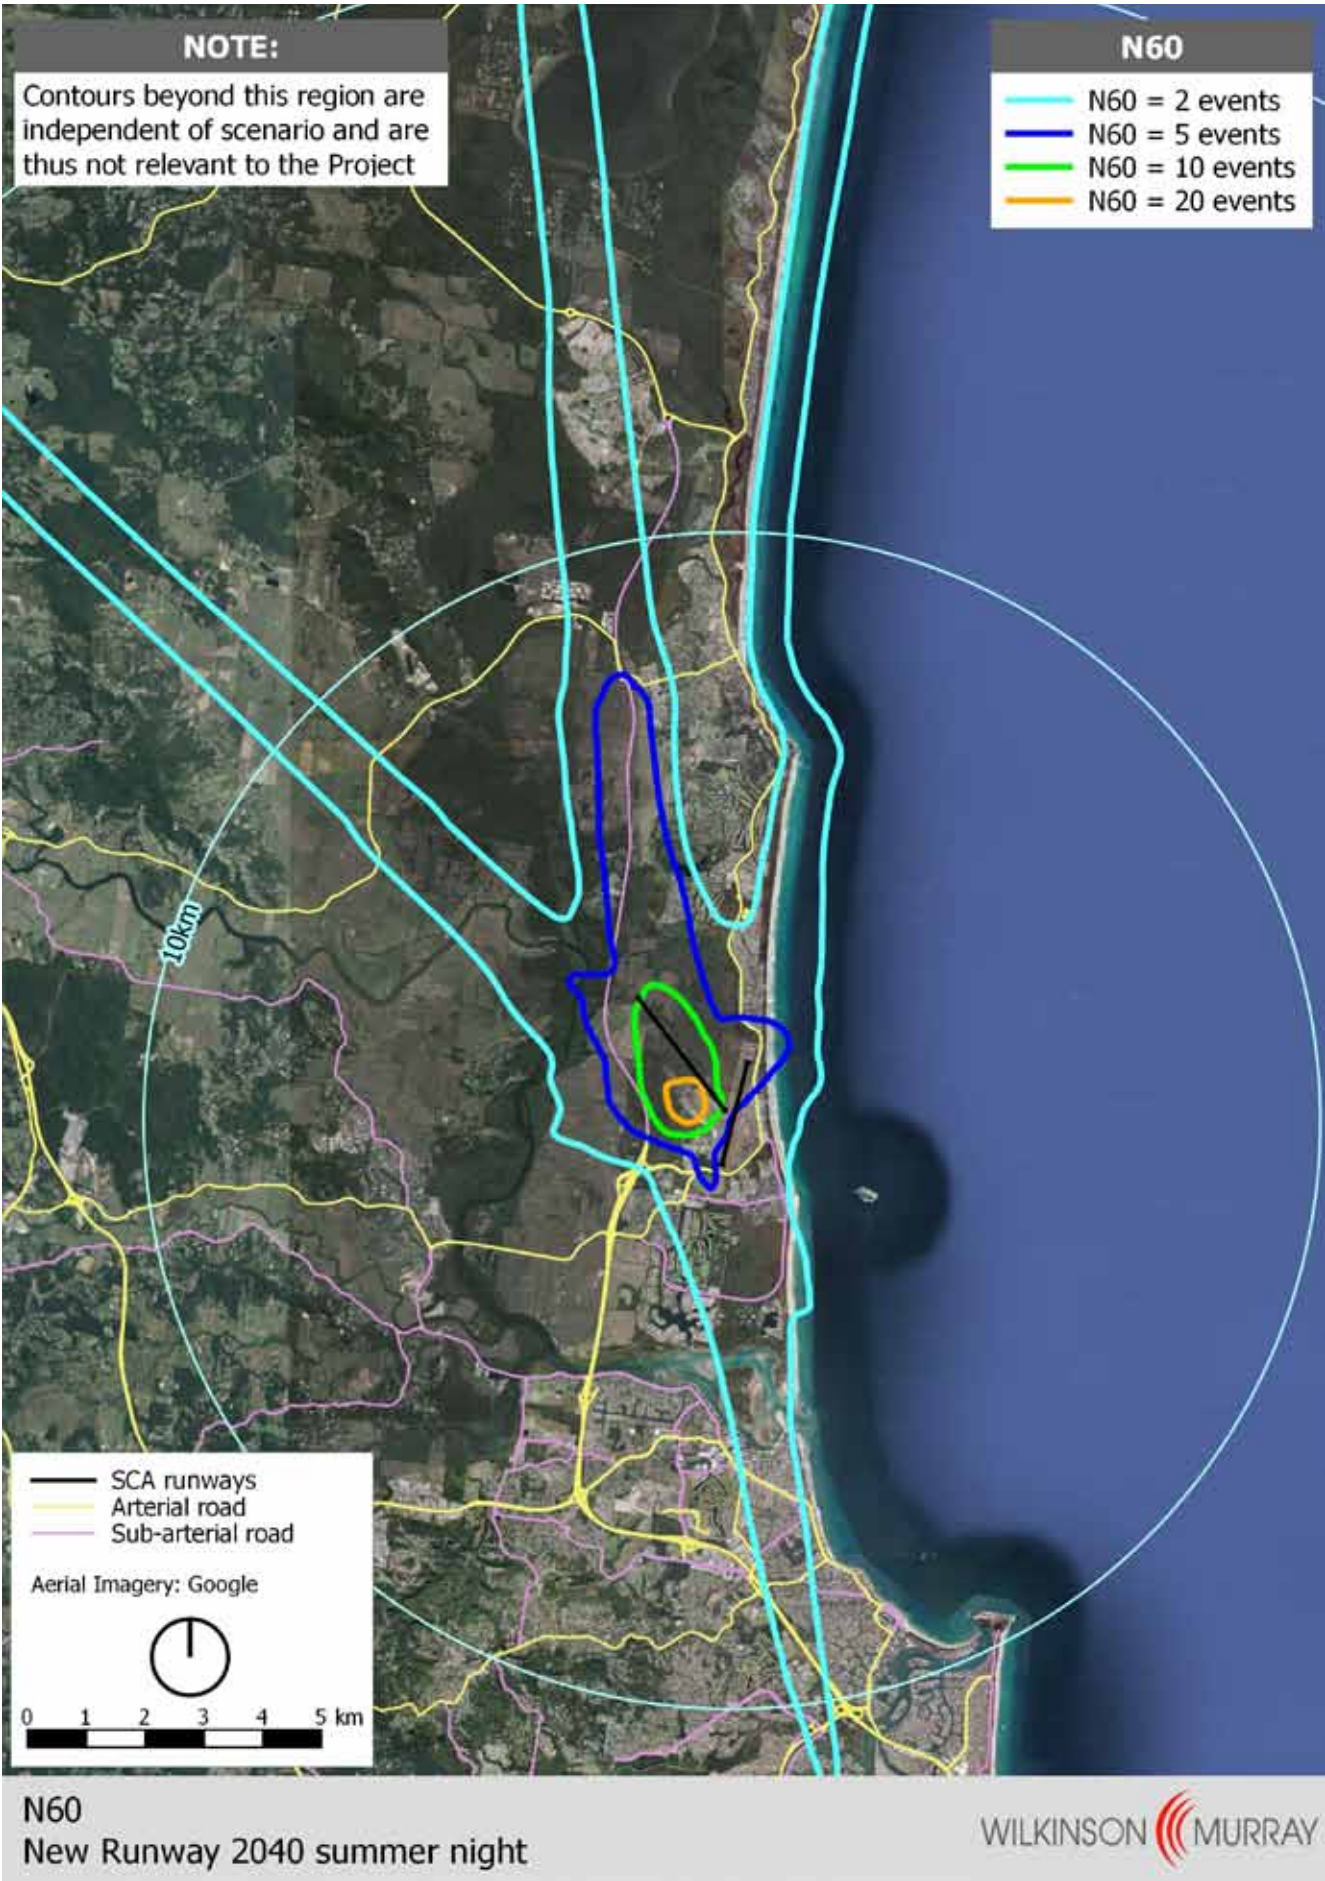 NOTE:
Contours beyond this region are
independent of scenario and are
thus not relevant to the Project
N60
N60 = 2 events
N60 = 5 events
N60 = 10 events
N60 = 20 events
10km
SCA runways
Arterial road
Sub-arterial road
Aerial Imagery: Google
0 1 2 3 4 5 km
N60
New Runway 2040 summer night
WILKINSON MURRAY